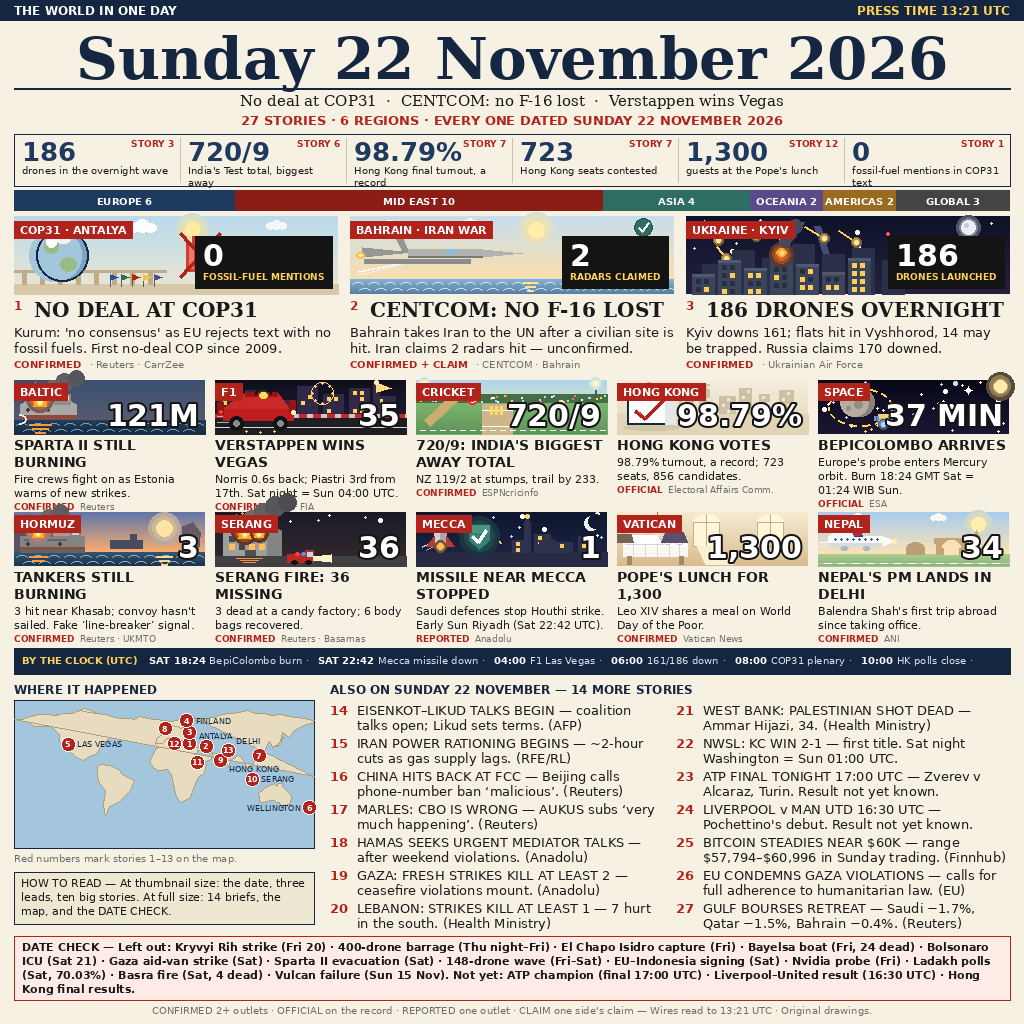 THE WORLD IN ONE DAY
PRESS TIME 13:21 UTC
Sunday 22 November 2026
No deal at COP31 · CENTCOM: no F-16 lost · Verstappen wins Vegas
27 STORIES · 6 REGIONS · EVERY ONE DATED SUNDAY 22 NOVEMBER 2026
186
STORY 3
drones in the overnight wave
720/9
STORY 6
India's Test total, biggest
away
98.79%
STORY 7
Hong Kong final turnout, a
record
723
STORY 7
Hong Kong seats contested
1,300
STORY 12
guests at the Pope's lunch
0
STORY 1
fossil-fuel mentions in COP31
text
EUROPE 6
MID EAST 10
ASIA 4
OCEANIA 2
AMERICAS 2
GLOBAL 3
COP31 · ANTALYA
0
FOSSIL-FUEL MENTIONS
1 NO DEAL AT COP31
Kurum: 'no consensus' as EU rejects text with no
fossil fuels. First no-deal COP since 2009.
CONFIRMED · Reuters · CarrZee
BAHRAIN · IRAN WAR
2
RADARS CLAIMED
2 CENTCOM: NO F-16 LOST
Bahrain takes Iran to the UN after a civilian site is
hit. Iran claims 2 radars hit — unconfirmed.
CONFIRMED + CLAIM · CENTCOM · Bahrain
UKRAINE · KYIV
186
DRONES LAUNCHED
3 186 DRONES OVERNIGHT
Kyiv downs 161; flats hit in Vyshhorod, 14 may
be trapped. Russia claims 170 downed.
CONFIRMED · Ukrainian Air Force
BALTIC
121M
SPARTA II STILL
BURNING
Fire crews fight on as Estonia
warns of new strikes.
CONFIRMED Reuters
F1
35
VERSTAPPEN WINS
VEGAS
Norris 0.6s back; Piastri 3rd from
17th. Sat night = Sun 04:00 UTC.
CONFIRMED FIA
CRICKET
720/9
720/9: INDIA'S BIGGEST
AWAY TOTAL
NZ 119/2 at stumps, trail by 233.
CONFIRMED ESPNcricinfo
HONG KONG
98.79%
HONG KONG VOTES
98.79% turnout, a record; 723
seats, 856 candidates.
OFFICIAL Electoral Affairs Comm.
SPACE
37 MIN
BEPICOLOMBO ARRIVES
Europe's probe enters Mercury
orbit. Burn 18:24 GMT Sat =
01:24 WIB Sun.
OFFICIAL ESA
HORMUZ
3
TANKERS STILL
BURNING
3 hit near Khasab; convoy hasn't
sailed. Fake ‘line-breaker’ signal.
CONFIRMED Reuters · UKMTO
SERANG
36
SERANG FIRE: 36
MISSING
3 dead at a candy factory; 6 body
bags recovered.
CONFIRMED Reuters · Basarnas
MECCA
1
MISSILE NEAR MECCA
STOPPED
Saudi defences stop Houthi strike.
Early Sun Riyadh (Sat 22:42 UTC).
REPORTED Anadolu
VATICAN
1,300
POPE'S LUNCH FOR
1,300
Leo XIV shares a meal on World
Day of the Poor.
CONFIRMED Vatican News
NEPAL
34
NEPAL'S PM LANDS IN
DELHI
Balendra Shah's first trip abroad
since taking office.
CONFIRMED ANI
BY THE CLOCK (UTC) SAT 18:24 BepiColombo burn · SAT 22:42 Mecca missile down · 04:00 F1 Las Vegas · 06:00 161/186 down · 08:00 COP31 plenary · 10:00 HK polls close ·
WHERE IT HAPPENED
4 FINLAND
8
3
ANTALYA
5 LAS VEGAS
12
1
2
13
DELHI
7
11
9
HONG KONG
10 SERANG
WELLINGTON 6
Red numbers mark stories 1–13 on the map.
HOW TO READ — At thumbnail size: the date, three
leads, ten big stories. At full size: 14 briefs, the
map, and the DATE CHECK.
ALSO ON SUNDAY 22 NOVEMBER — 14 MORE STORIES
14 EISENKOT–LIKUD TALKS BEGIN — coalition
talks open; Likud sets terms. (AFP)
15 IRAN POWER RATIONING BEGINS — ~2-hour
cuts as gas supply lags. (RFE/RL)
16 CHINA HITS BACK AT FCC — Beijing calls
phone-number ban ‘malicious’. (Reuters)
17 MARLES: CBO IS WRONG — AUKUS subs ‘very
much happening’. (Reuters)
18 HAMAS SEEKS URGENT MEDIATOR TALKS —
after weekend violations. (Anadolu)
19 GAZA: FRESH STRIKES KILL AT LEAST 2 —
ceasefire violations mount. (Anadolu)
20 LEBANON: STRIKES KILL AT LEAST 1 — 7 hurt
in the south. (Health Ministry)
21 WEST BANK: PALESTINIAN SHOT DEAD —
Ammar Hijazi, 34. (Health Ministry)
22 NWSL: KC WIN 2-1 — first title. Sat night
Washington = Sun 01:00 UTC.
23 ATP FINAL TONIGHT 17:00 UTC — Zverev v
Alcaraz, Turin. Result not yet known.
24 LIVERPOOL v MAN UTD 16:30 UTC —
Pochettino's debut. Result not yet known.
25 BITCOIN STEADIES NEAR $60K — range
$57,794–$60,996 in Sunday trading. (Finnhub)
26 EU CONDEMNS GAZA VIOLATIONS — calls for
full adherence to humanitarian law. (EU)
27 GULF BOURSES RETREAT — Saudi −1.7%,
Qatar −1.5%, Bahrain −0.4%. (Reuters)
DATE CHECK — Left out: Kryvyi Rih strike (Fri 20) · 400-drone barrage (Thu night–Fri) · El Chapo Isidro capture (Fri) · Bayelsa boat (Fri, 24 dead) · Bolsonaro
ICU (Sat 21) · Gaza aid-van strike (Sat) · Sparta II evacuation (Sat) · 148-drone wave (Fri–Sat) · EU–Indonesia signing (Sat) · Nvidia probe (Fri) · Ladakh polls
(Sat, 70.03%) · Basra fire (Sat, 4 dead) · Vulcan failure (Sun 15 Nov). Not yet: ATP champion (final 17:00 UTC) · Liverpool–United result (16:30 UTC) · Hong
Kong final results.
CONFIRMED 2+ outlets · OFFICIAL on the record · REPORTED one outlet · CLAIM one side's claim — Wires read to 13:21 UTC · Original drawings.